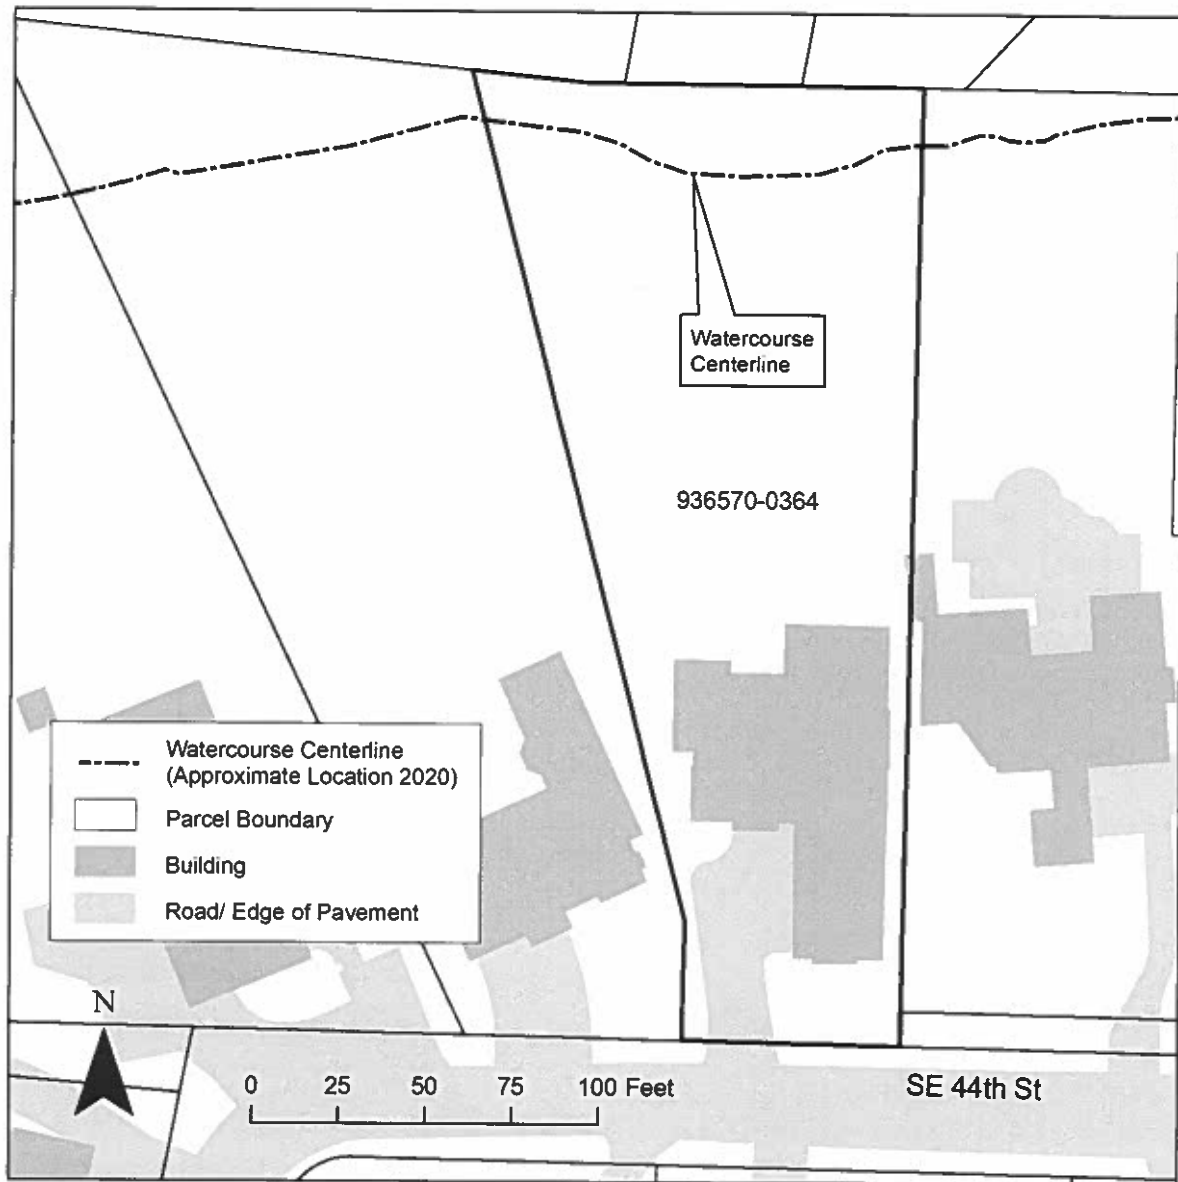 Watercourse
Centerline
936570-0364
Watercourse Centerline
(Approximate Location 2020)
Parcel Boundary
Building
Road/ Edge of Pavement
N
0 25 50 75 100 Feet
SE 44th St